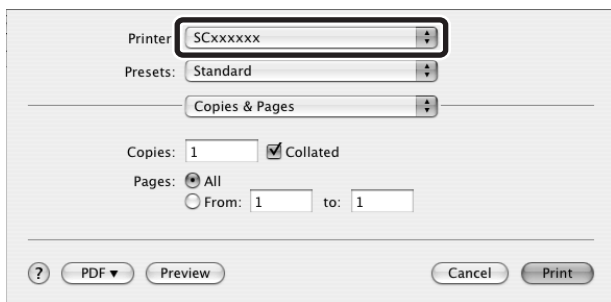 Printer: SCxxxxxx
Presets: Standard
Copies & Pages
Copies: 1 Collated
Pages: All
From: 1 to: 1
? PDF▼ Preview Cancel Print